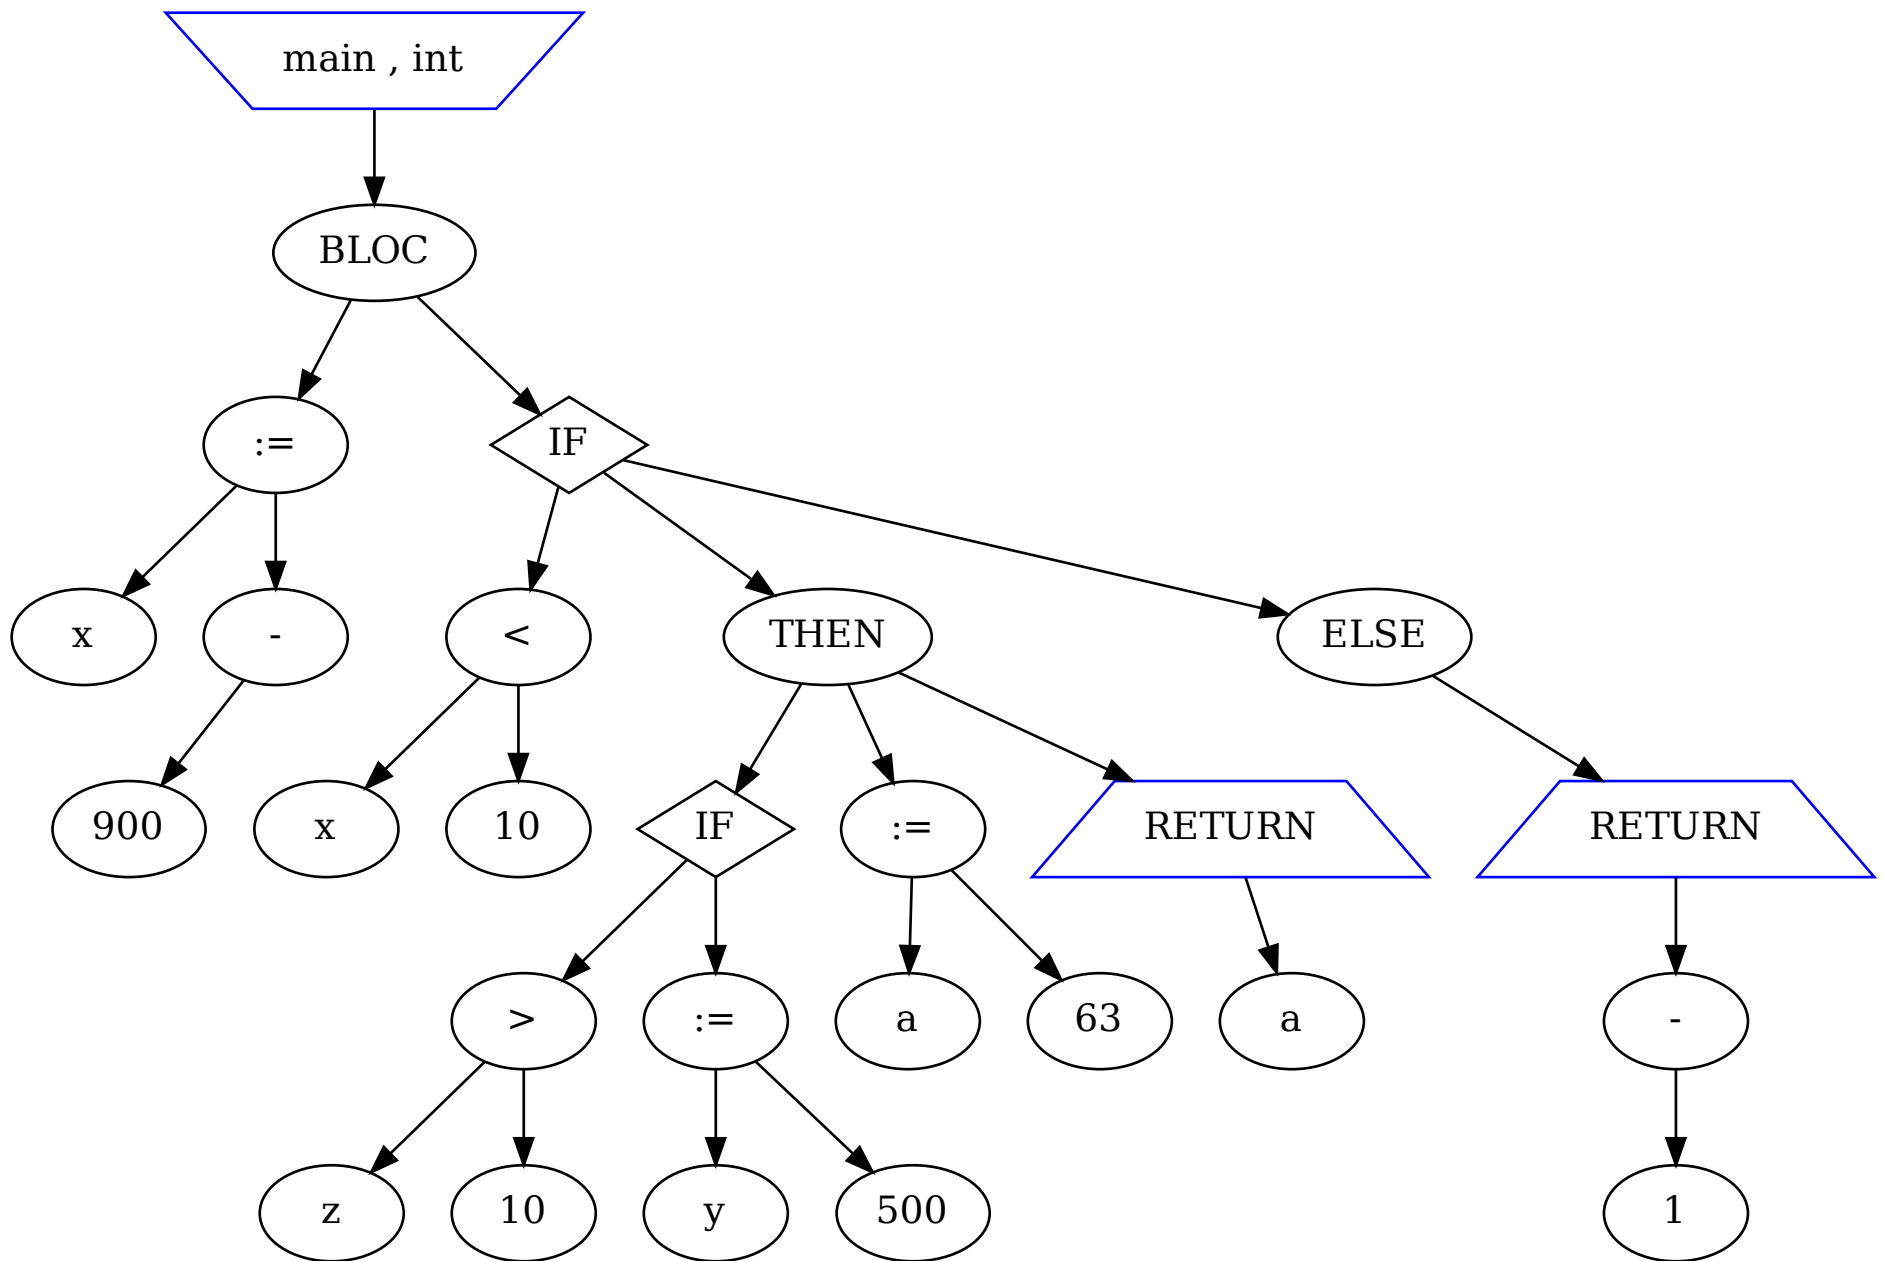 main , int
BLOC
:=
IF
x
-
<
THEN
ELSE
900
x
10
IF
:=
RETURN
RETURN
>
:=
a
63
a
-
z
10
y
500
1